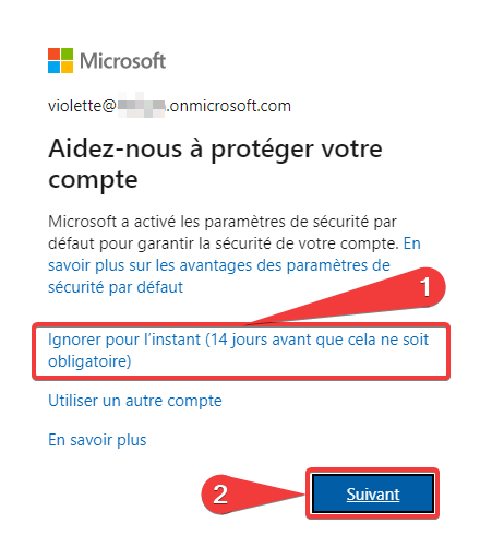 Microsoft
violette@.onmicrosoft.com
Aidez-nous à protéger votre
compte
Microsoft a activé les paramètres de sécurité par
défaut pour garantir la sécurité de votre compte. En
savoir plus sur les avantages des paramètres de
sécurité par défaut
1
Ignorer pour l'instant (14 jours avant que cela ne soit
obligatoire)
Utiliser un autre compte
En savoir plus
2
Suivant